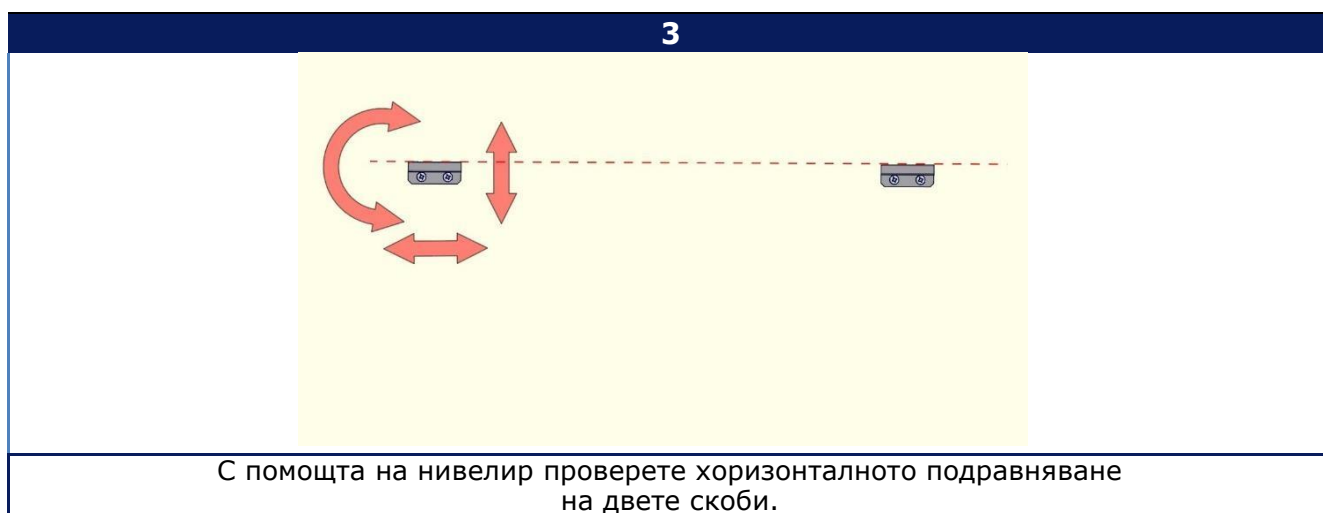 3
С помощта на нивелир проверете хоризонталното подравняване
на двете скоби.